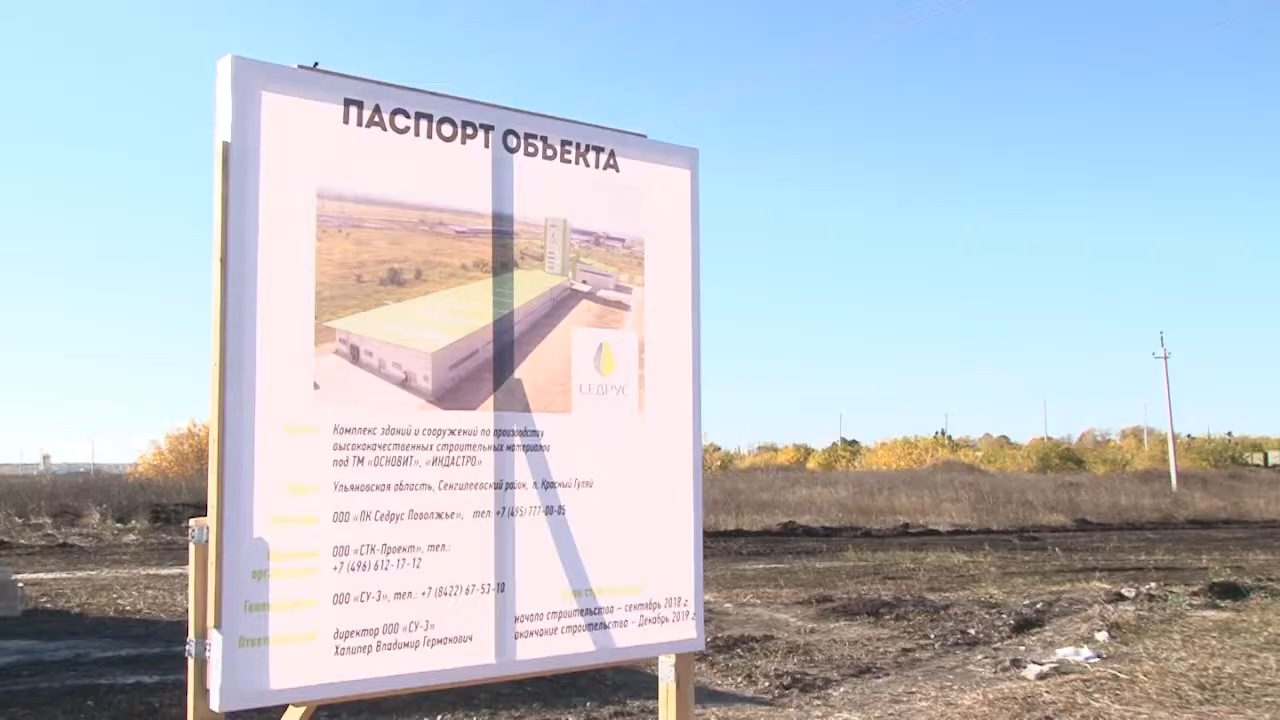 ПАСПОРТ ОБЪЕКТА
СЕДРУС
Комплекс зданий и сооружений по производству
высококачественных строительных материалов
под ТМ «ОСНОВИТ», «ИНДАСТРО»
Ульяновская область, Сенгилеевский район, п. Красный Гуляй
ООО «ПК Седрус Поволжье», тел: +7 (495) 777-00-05
ООО «СТК-Проект», тел.:
+7 (496) 612-17-12
ООО «СУ-3», тел.: +7 (8422) 67-53-10
директор ООО «СУ-3»
Халипер Владимир Германович
начало строительства – сентябрь 2018 г.
окончание строительства – Декабрь 2019 г.